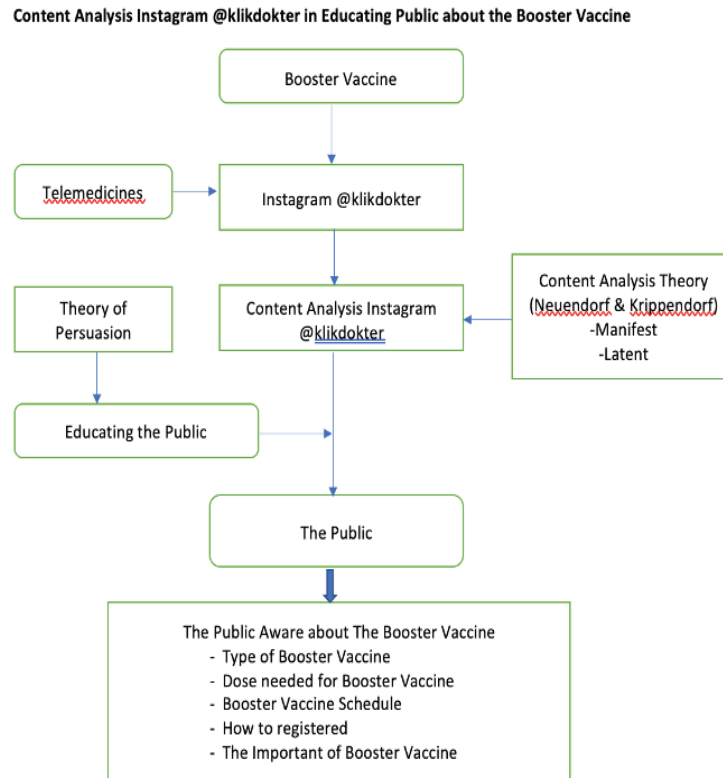 Content Analysis Instagram @klikdokter in Educating Public about the Booster Vaccine
Booster Vaccine
Telemedicines
Instagram @klikdokter
Content Analysis Theory
(Neuendorf & Krippendorf)
-Manifest
-Latent
Theory of
Persuasion
Content Analysis Instagram
@klikdokter
Educating the Public
The Public
The Public Aware about The Booster Vaccine
- Type of Booster Vaccine
- Dose needed for Booster Vaccine
- Booster Vaccine Schedule
- How to registered
- The Important of Booster Vaccine